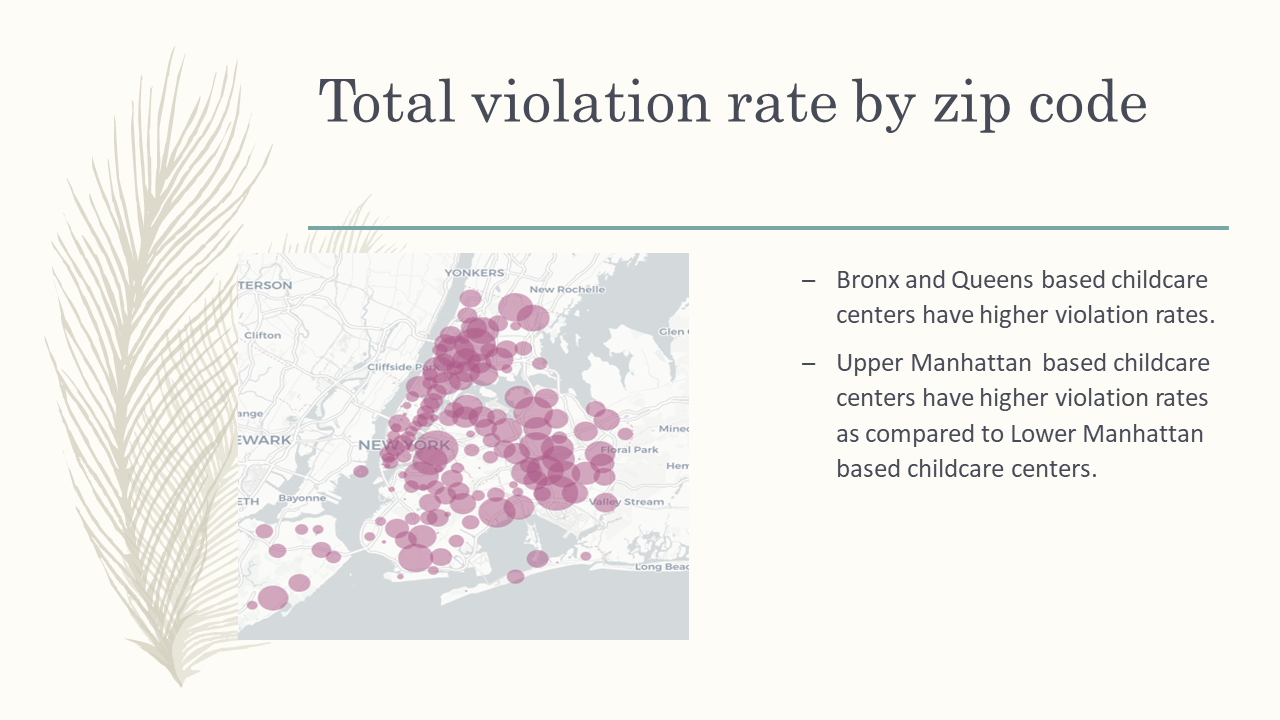 Total violation rate by zip code
YONKERS
TERSON
New Rochelle
Clifton
Glen
Cliffside Park
ange
EWARK
NEW YORK
Mineo
Floral Park
Hem
ETH
Bayonne
Valley Stream
Long Beac
– Bronx and Queens based childcare
centers have higher violation rates.
– Upper Manhattan based childcare
centers have higher violation rates
as compared to Lower Manhattan
based childcare centers.